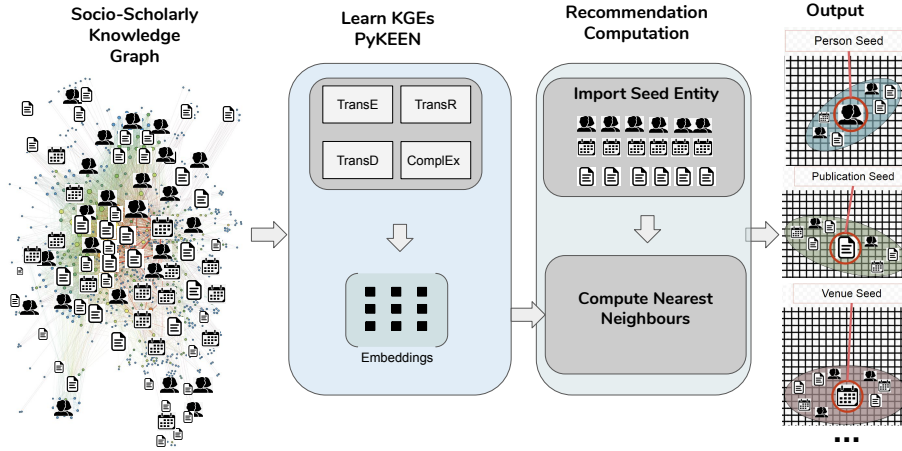 Socio-Scholarly
Knowledge
Graph
Learn KGEs
PyKEEN
TransE
TransR
TransD
ComplEx
Embeddings
Recommendation
Computation
Import Seed Entity
Compute Nearest
Neighbours
Output
Person Seed
Publication Seed
Venue Seed
...